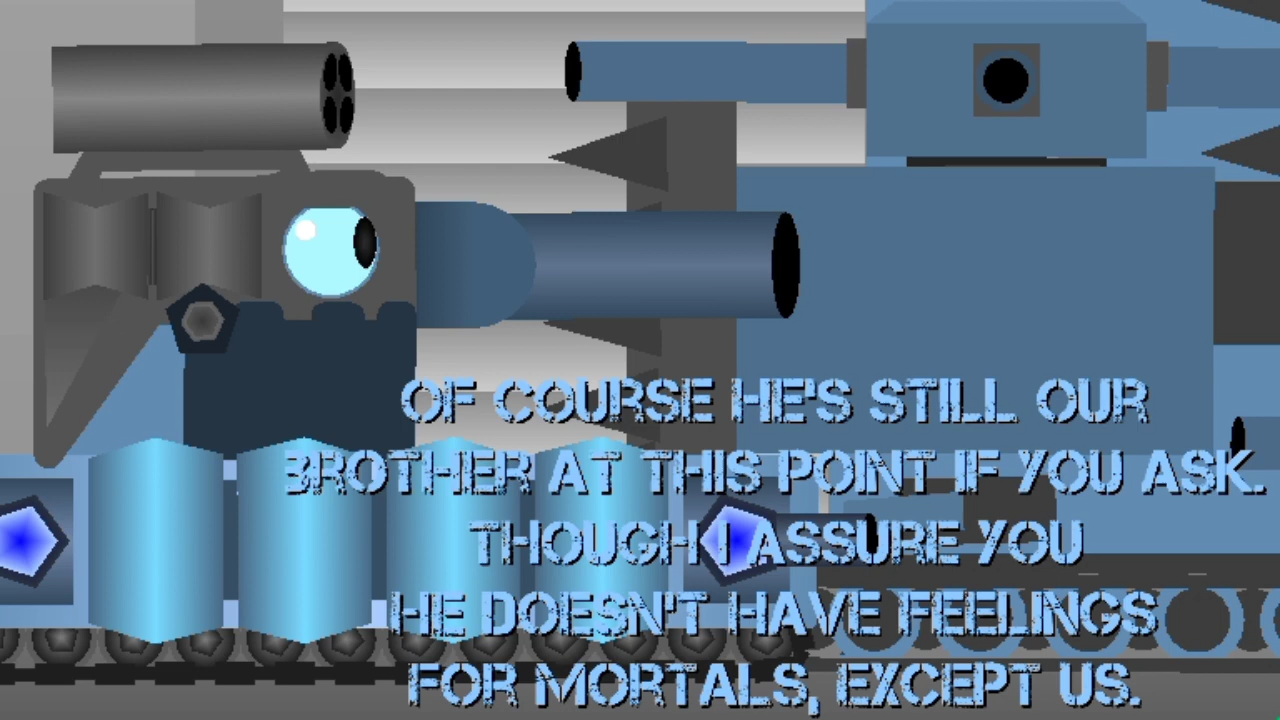 OF COURSE HE'S STILL OUR
BROTHER AT THIS POINT IF YOU ASK.
THOUGH I ASSURE YOU
HE DOESN'T HAVE FEELINGS
FOR MORTALS, EXCEPT US.